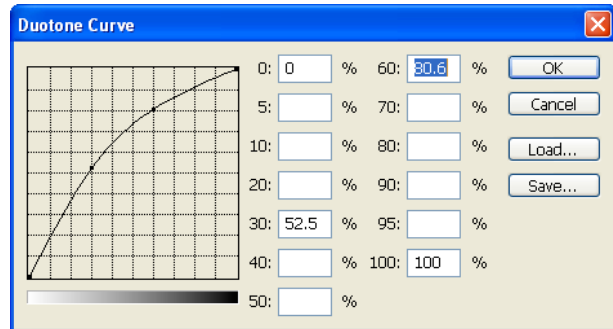 Duotone Curve
0: 0 % 60: 80.6 % OK
5: % 70: % Cancel
10: % 80: % Load...
20: % 90: % Save...
30: 52.5 % 95: %
40: % 100: 100 %
50: %